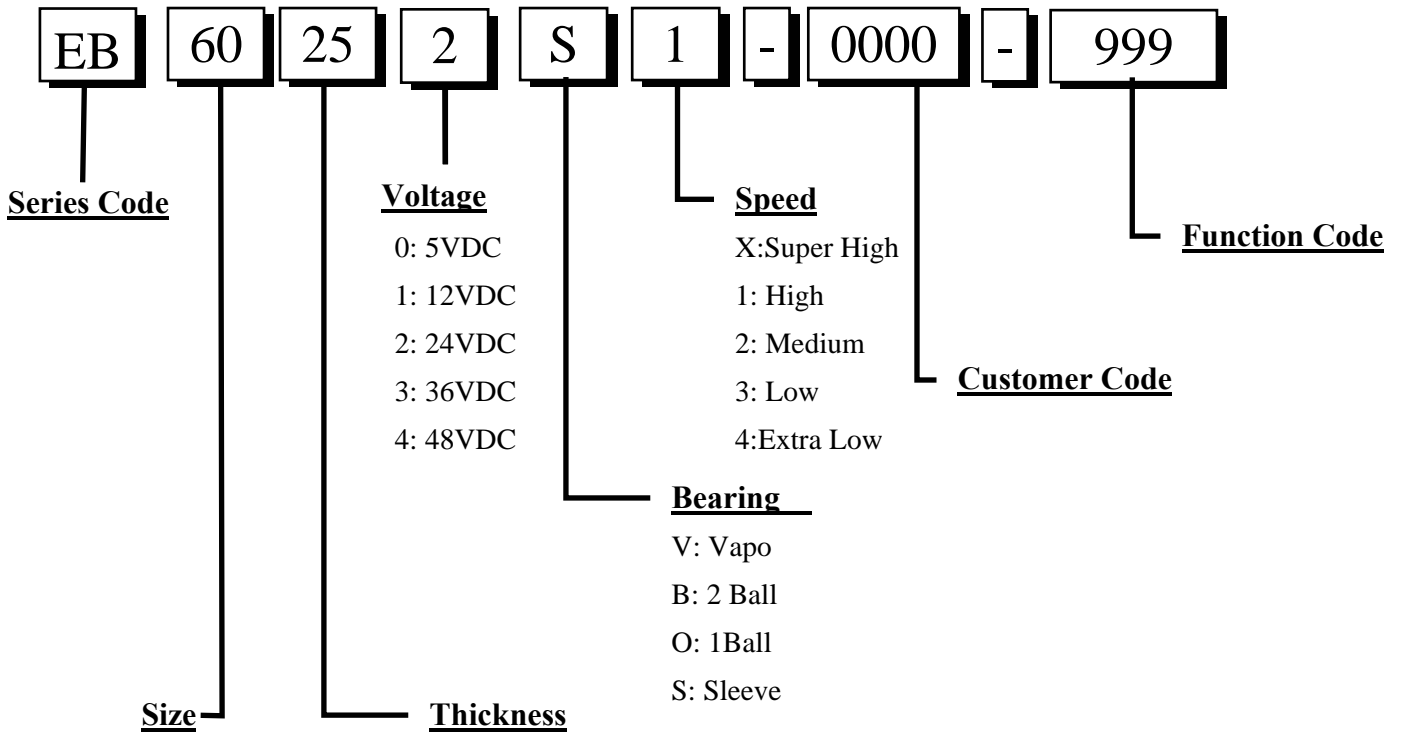 EB 60 25 2 S 1 - 0000 - 999
Series Code
Voltage
0: 5VDC
1: 12VDC
2: 24VDC
3: 36VDC
4: 48VDC
Speed
X:Super High
1: High
2: Medium
3: Low
4:Extra Low
Function Code
Customer Code
Bearing
V: Vapo
B: 2 Ball
O: 1Ball
S: Sleeve
Size
Thickness